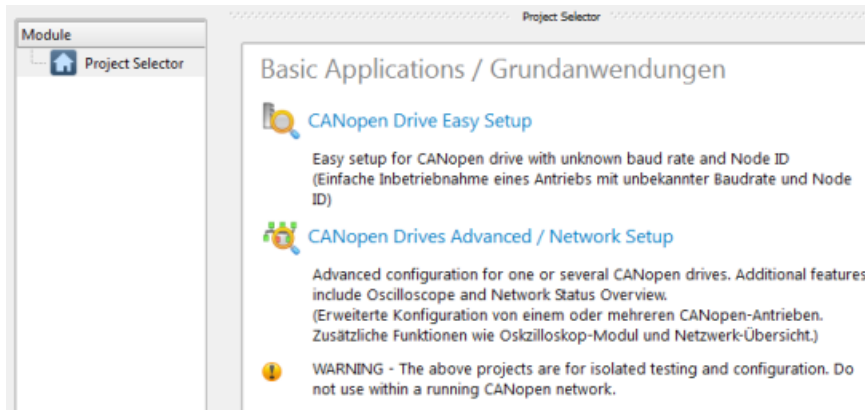 Project Selector
Module
Project Selector
Basic Applications / Grundanwendungen
CANopen Drive Easy Setup
Easy setup for CANopen drive with unknown baud rate and Node ID
(Einfache Inbetriebnahme eines Antriebs mit unbekannter Baudrate und Node
ID)
CANopen Drives Advanced / Network Setup
Advanced configuration for one or several CANopen drives. Additional features
include Oscilloscope and Network Status Overview.
(Erweiterte Konfiguration von einem oder mehreren CANopen-Antrieben.
Zusätzliche Funktionen wie Oskzilloskop-Modul und Netzwerk-Übersicht.)
WARNING - The above projects are for isolated testing and configuration. Do
not use within a running CANopen network.